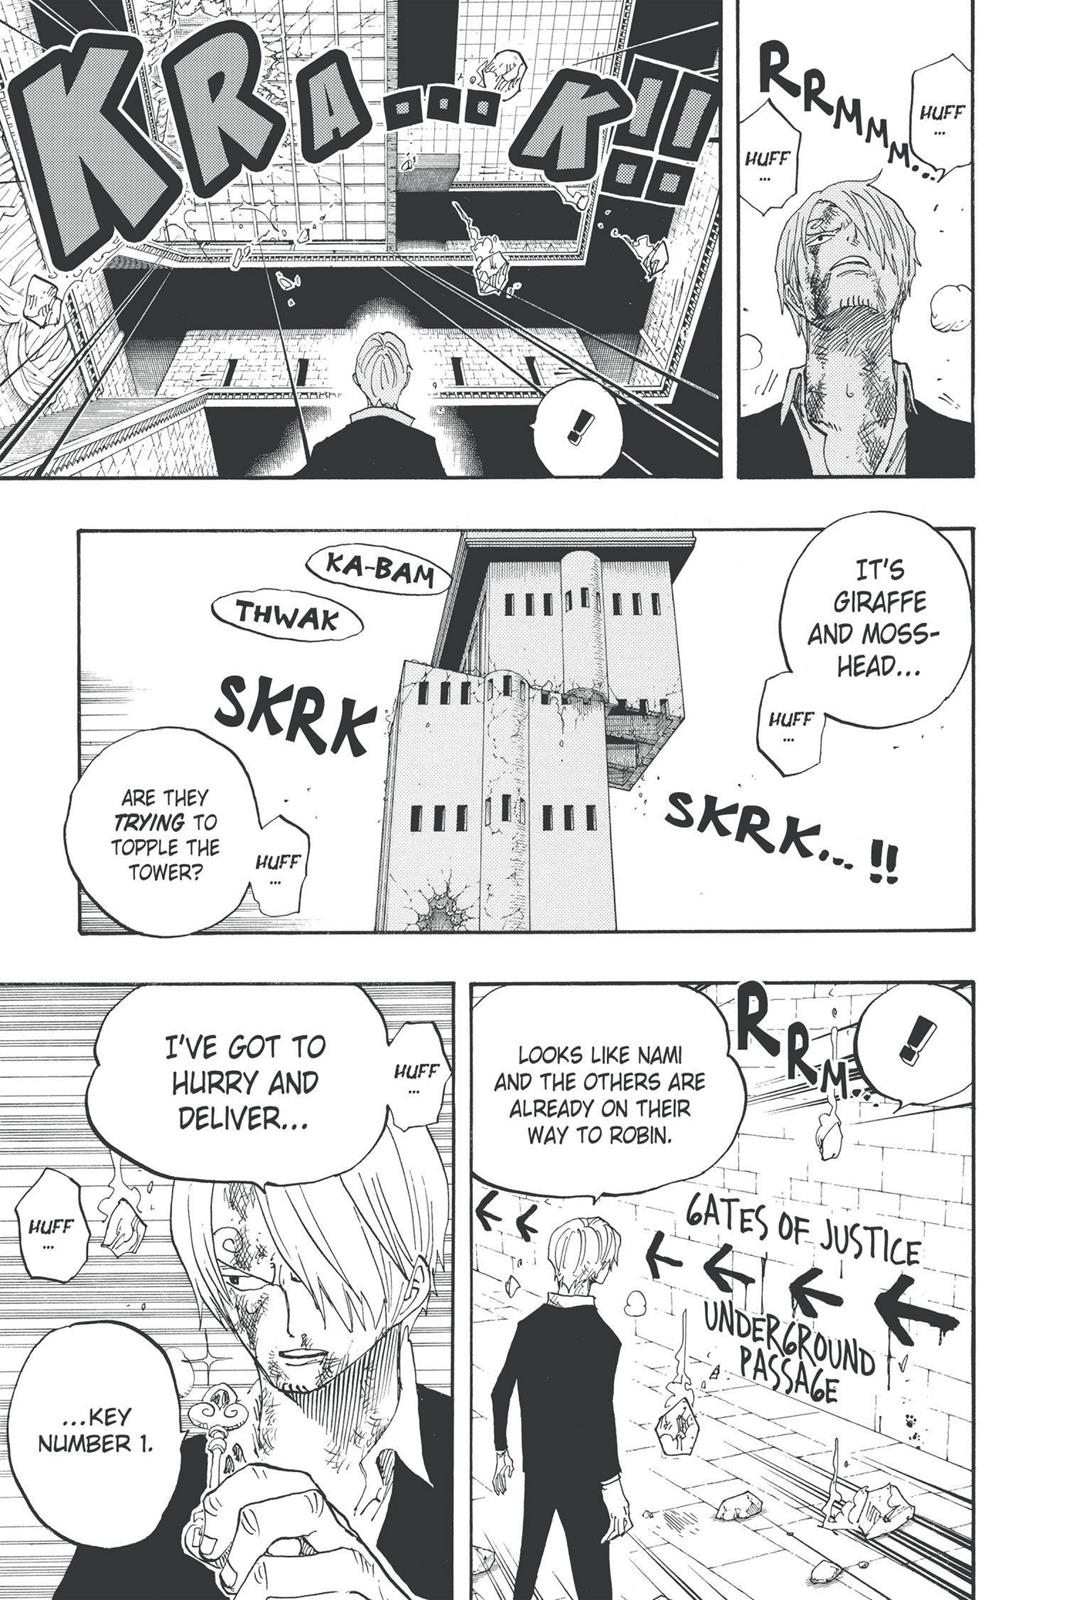 RRMM...
HUFF
...
HUFF
...
KRA...K!!
!
IT'S
GIRAFFE
AND MOSS-
HEAD...
HUFF
...
KA-BAM
THWAK
SKRK
SKRK...!!
ARE THEY
TRYING TO
TOPPLE THE
TOWER?
HUFF
...
!
RRM
LOOKS LIKE NAMI
AND THE OTHERS ARE
ALREADY ON THEIR
WAY TO ROBIN.
GATES OF JUSTICE
UNDERGROUND
PASSAGE
I'VE GOT TO
HURRY AND
DELIVER...
HUFF
...
HUFF
...
...KEY
NUMBER 1.